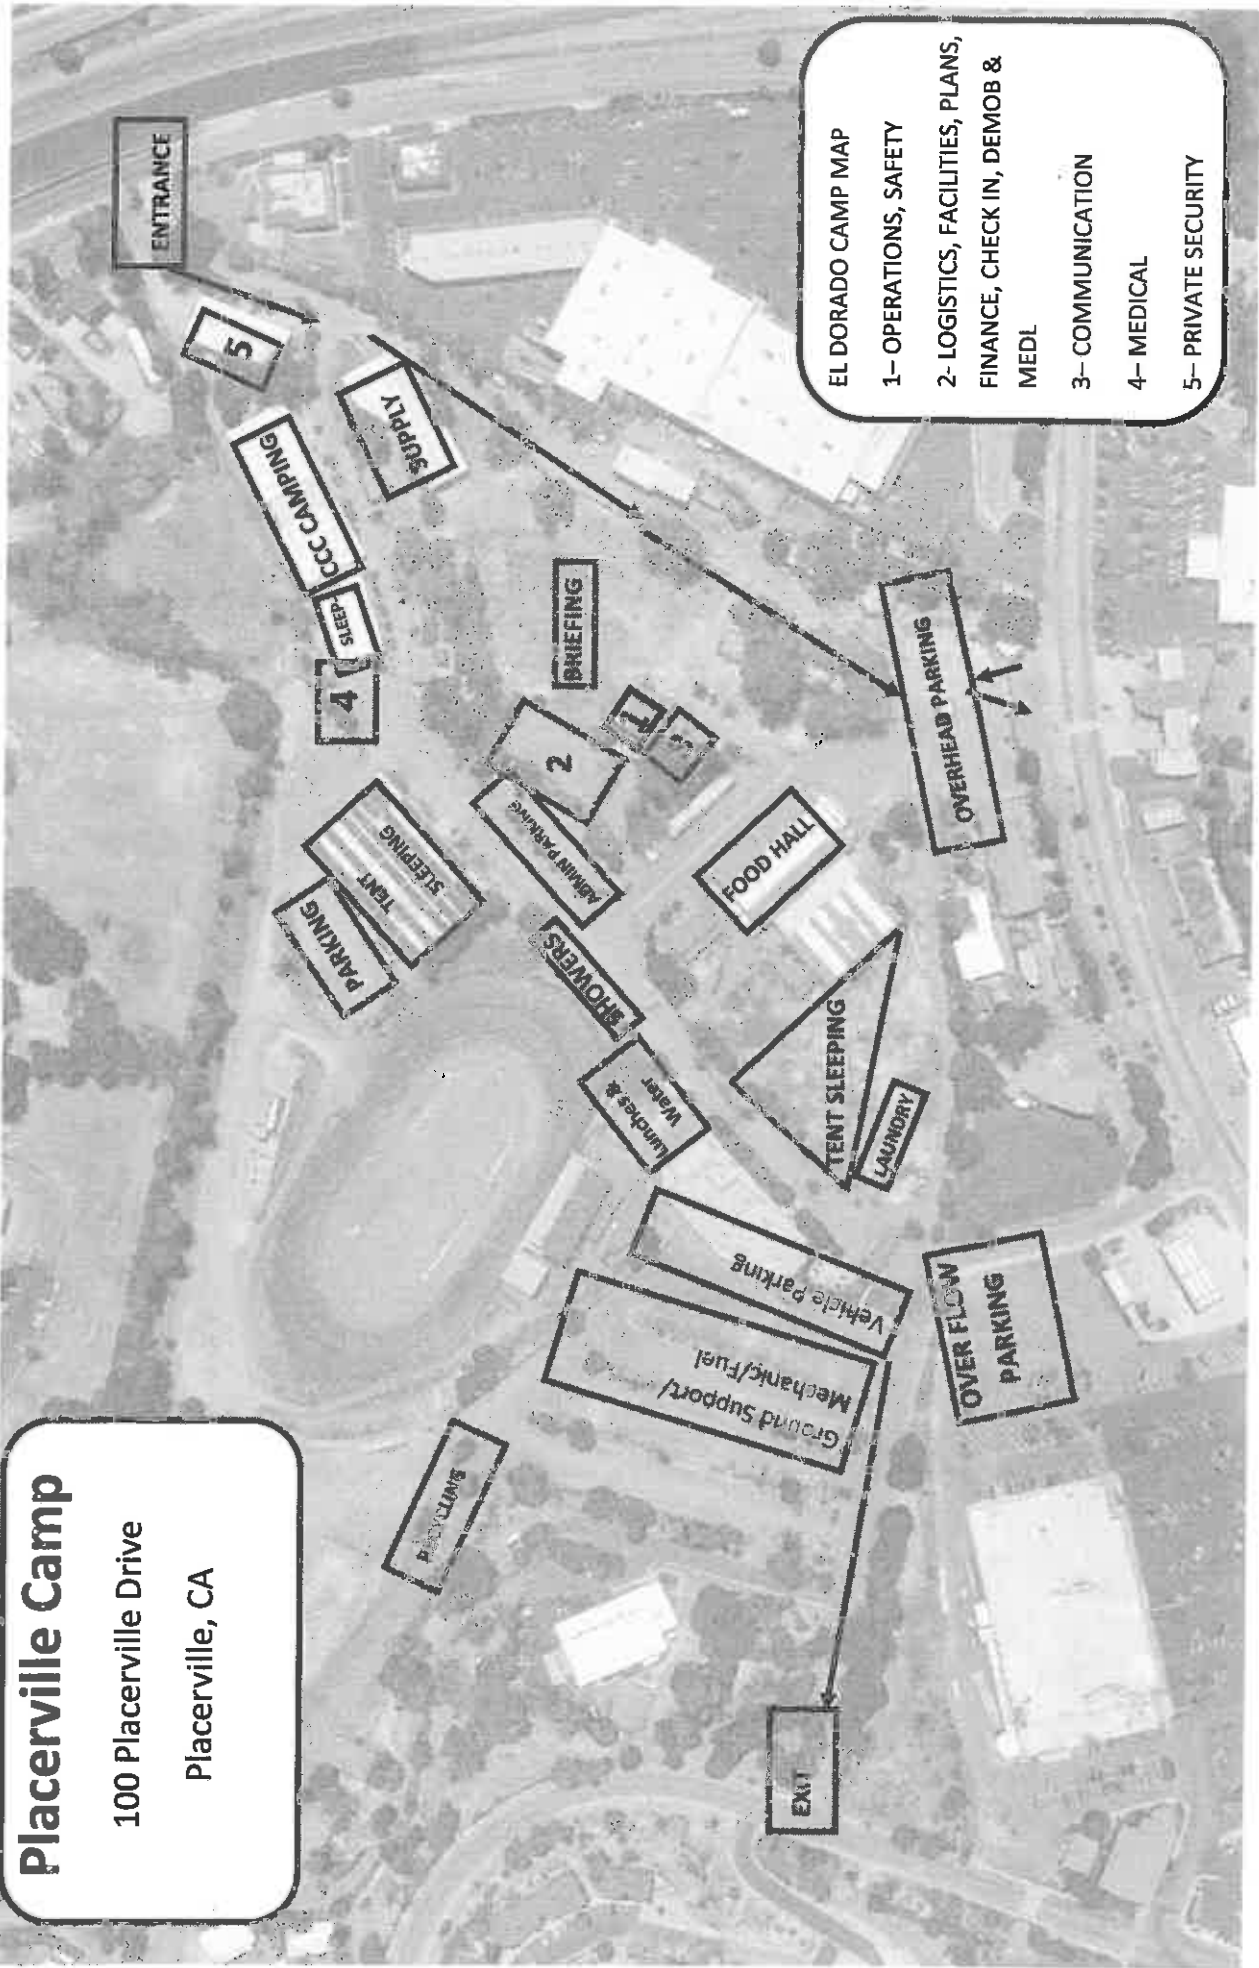 Placerville Camp
100 Placerville Drive
Placerville, CA
ENTRANCE
5
SUPPLY
CCC CAMPING
SLEEP-
4
BRIEFING
1
3
2
ADMIN PARKING
SLEEPING
TENT
PARKING
SHOWERS
FOOD HALL
OVERHEAD PARKING
Lunches &
Water
TENT SLEEPING
LAUNDRY
Vehicle Parking
Ground Support/
Mechanic/Fuel
OVER FLOW
PARKING
RECYCLING
EXIT
EL DORADO CAMP MAP
1– OPERATIONS, SAFETY
2- LOGISTICS, FACILITIES, PLANS,
FINANCE, CHECK IN, DEMOB &
MEDL
3– COMMUNICATION
4– MEDICAL
5– PRIVATE SECURITY